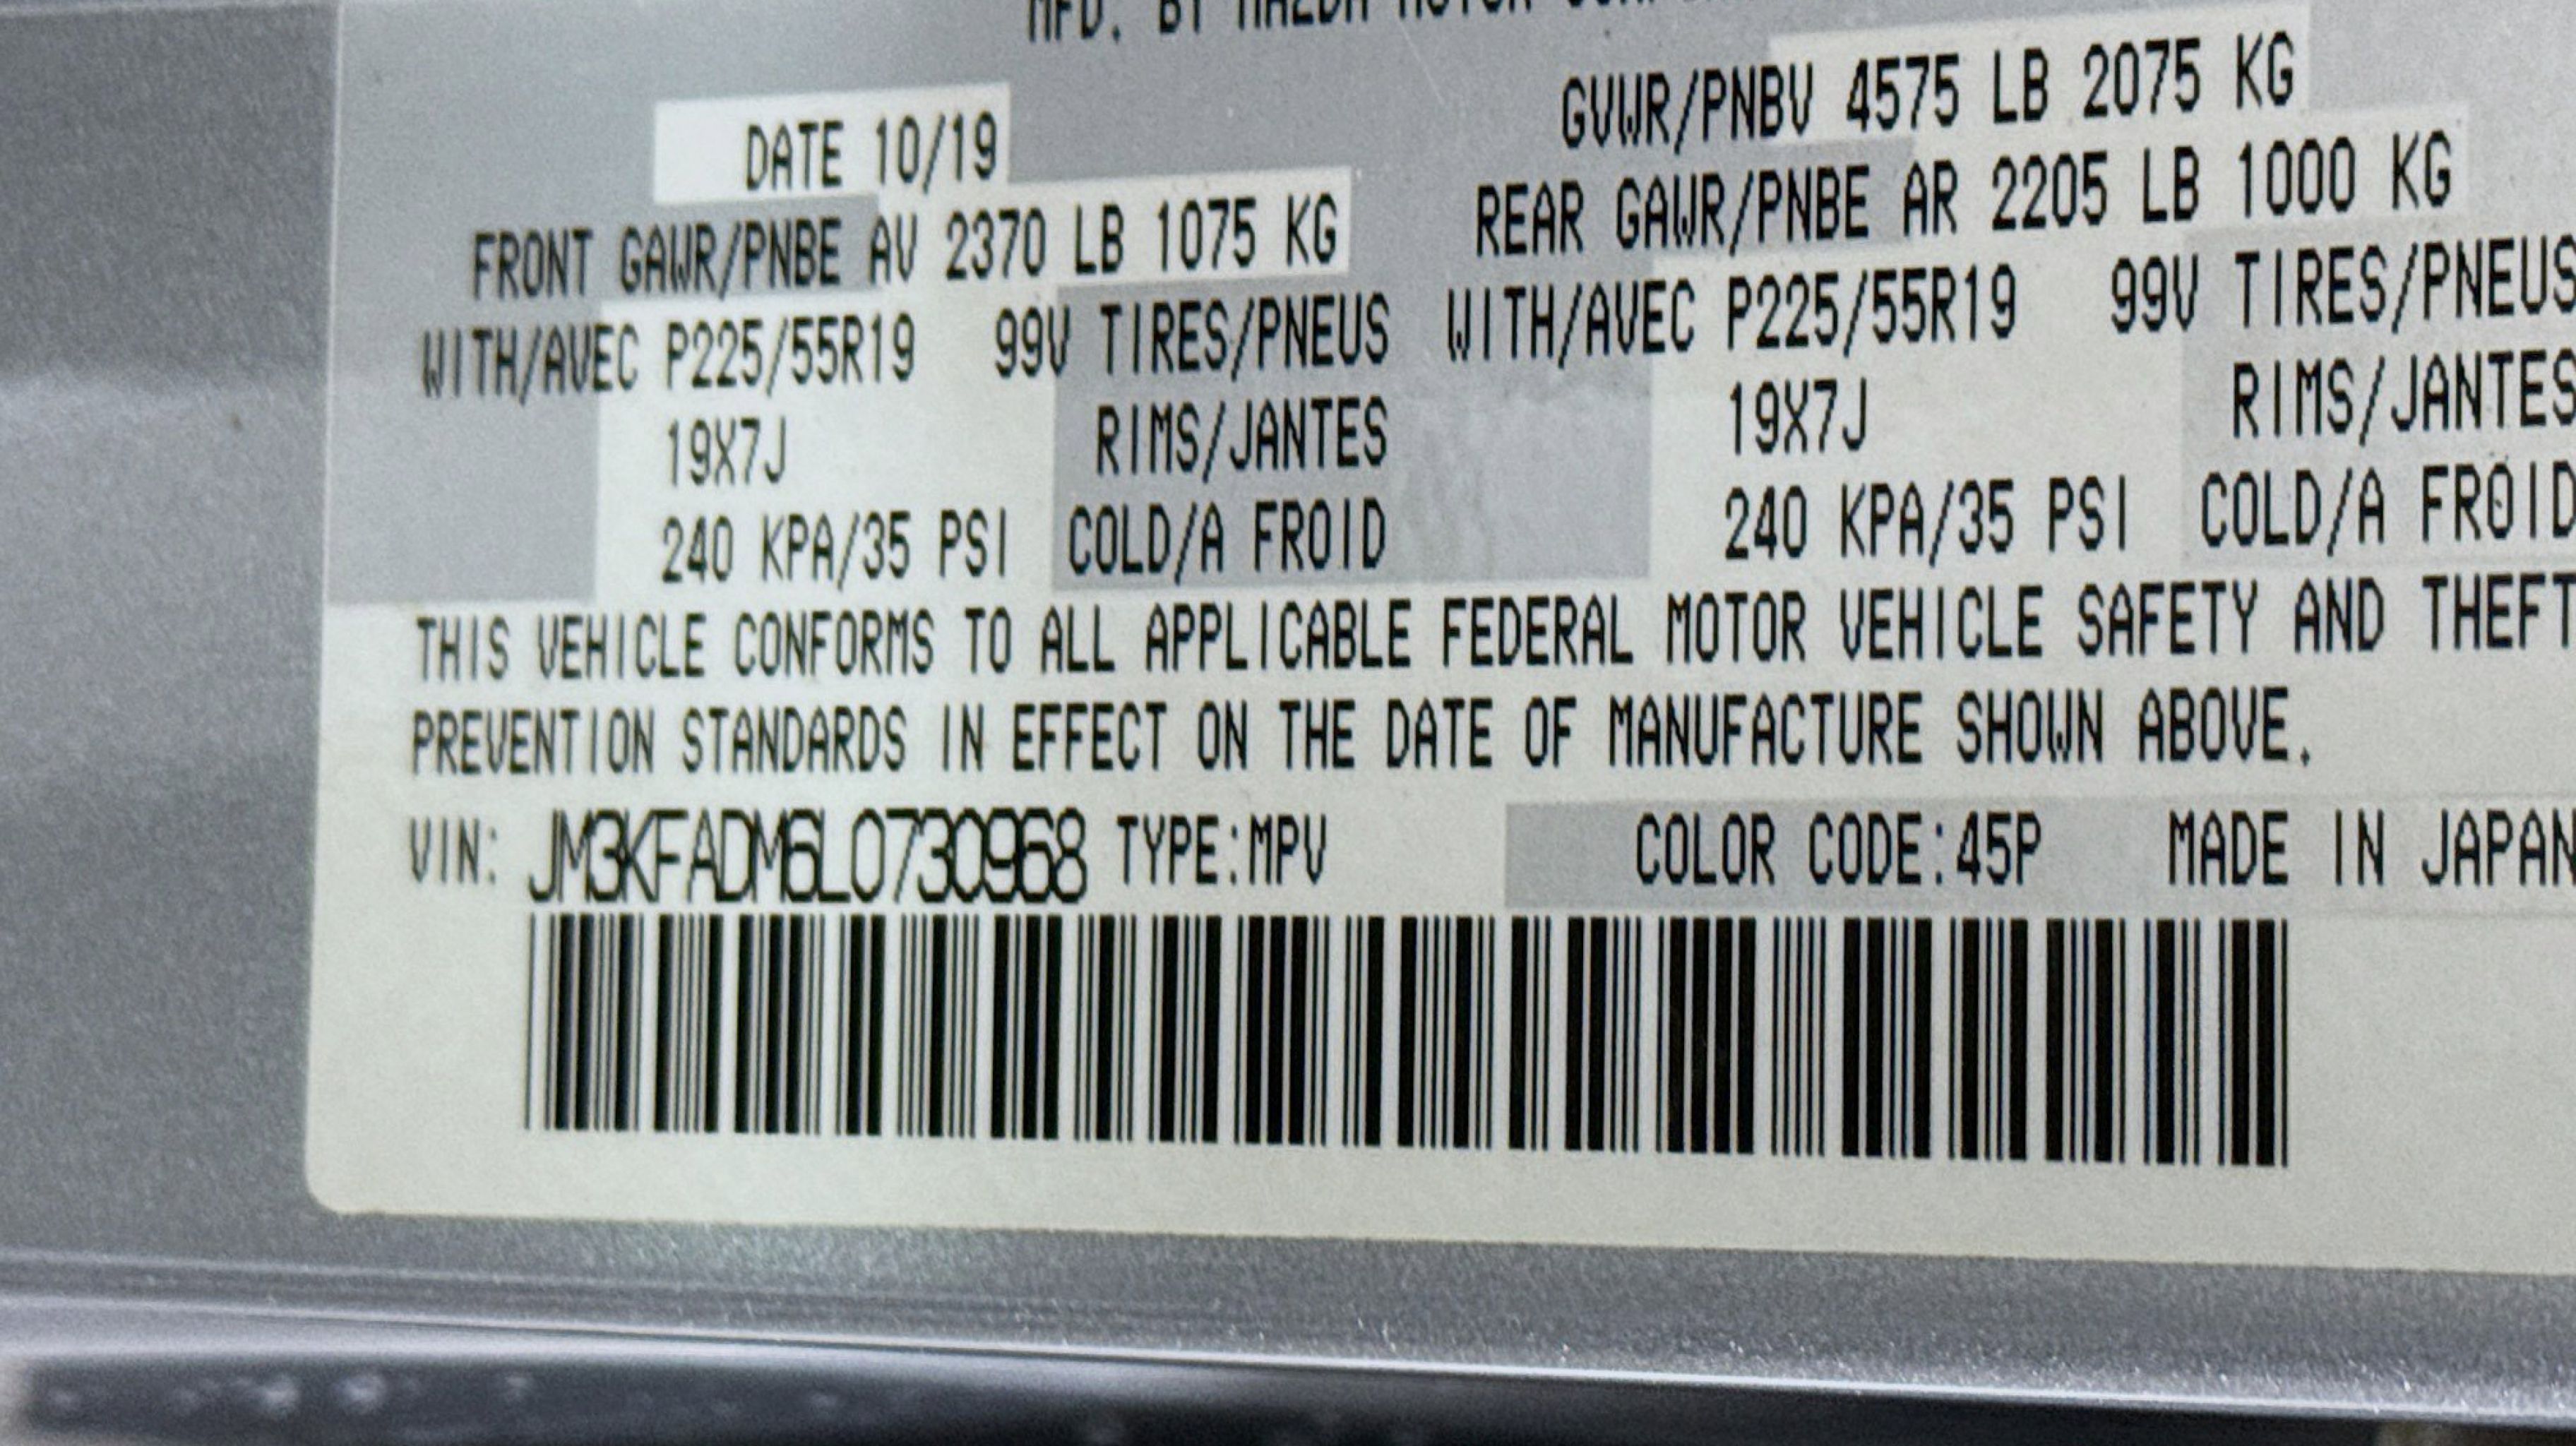 MFD. BY MAZDA MOTOR
DATE 10/19 GVWR/PNBV 4575 LB 2075 KG
FRONT GAWR/PNBE AV 2370 LB 1075 KG REAR GAWR/PNBE AR 2205 LB 1000 KG
WITH/AVEC P225/55R19 99V TIRES/PNEUS WITH/AVEC P225/55R19 99V TIRES/PNEUS
19X7J RIMS/JANTES 19X7J RIMS/JANTES
240 KPA/35 PSI COLD/A FROID 240 KPA/35 PSI COLD/A FROID
THIS VEHICLE CONFORMS TO ALL APPLICABLE FEDERAL MOTOR VEHICLE SAFETY AND THEFT
PREVENTION STANDARDS IN EFFECT ON THE DATE OF MANUFACTURE SHOWN ABOVE.
VIN: JM3KFADM6L0730968 TYPE:MPV COLOR CODE:45P MADE IN JAPAN